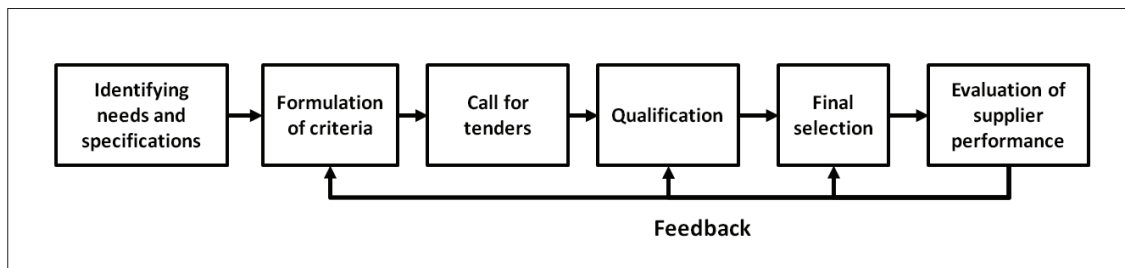 Identifying
needs and
specifications
Formulation
of criteria
Call for
tenders
Qualification
Final
selection
Evaluation of
supplier
performance
Feedback